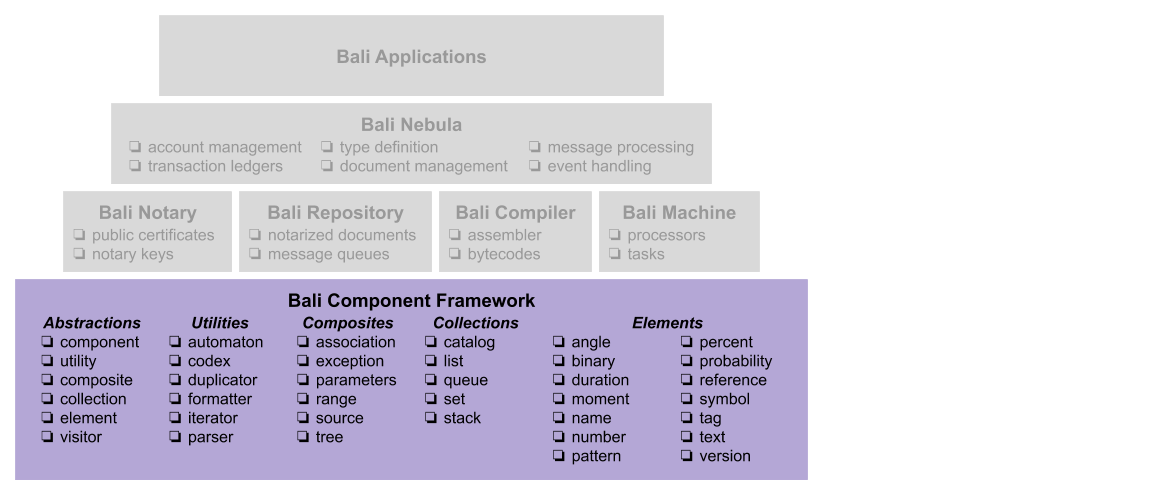 Bali Applications
Bali Nebula
❏ account management ❏ type definition ❏ message processing
❏ transaction ledgers ❏ document management ❏ event handling
Bali Notary Bali Repository Bali Compiler Bali Machine
❏ public certificates ❏ notarized documents ❏ assembler ❏ processors
❏ notary keys ❏ message queues ❏ bytecodes ❏ tasks
Bali Component Framework
Abstractions Utilities Composites Collections Elements
❏ component ❏ automaton ❏ association ❏ catalog ❏ angle ❏ percent
❏ utility ❏ codex ❏ exception ❏ list ❏ binary ❏ probability
❏ composite ❏ duplicator ❏ parameters ❏ queue ❏ duration ❏ reference
❏ collection ❏ formatter ❏ range ❏ set ❏ moment ❏ symbol
❏ element ❏ iterator ❏ source ❏ stack ❏ name ❏ tag
❏ visitor ❏ parser ❏ tree ❏ number ❏ text
❏ pattern ❏ version